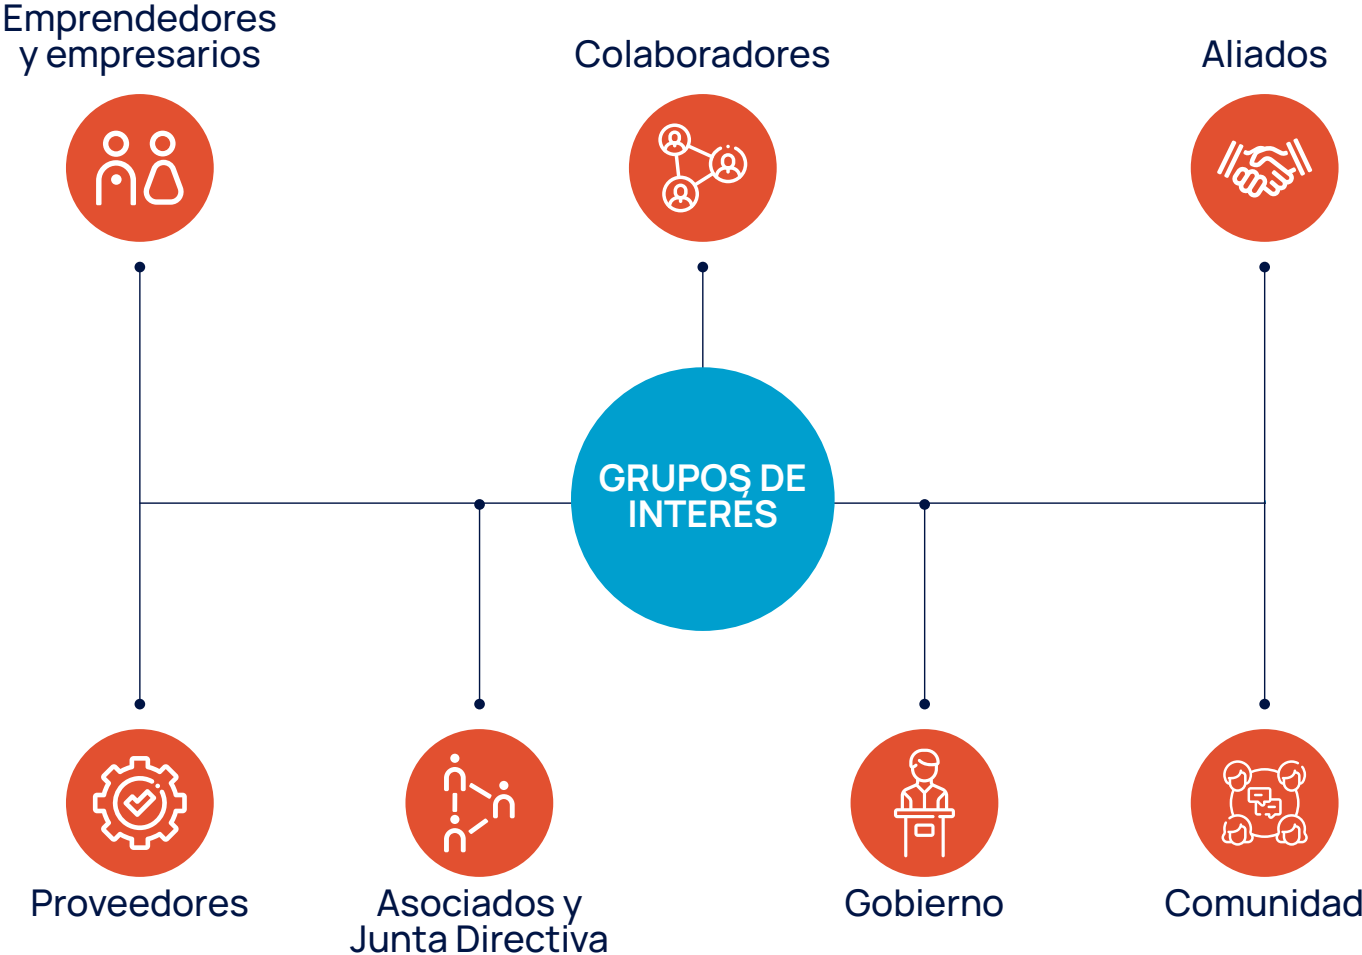 Emprendedores
y empresarios
Colaboradores
Aliados
GRUPOS DE
INTERÉS
Proveedores
Asociados y
Junta Directiva
Gobierno
Comunidad